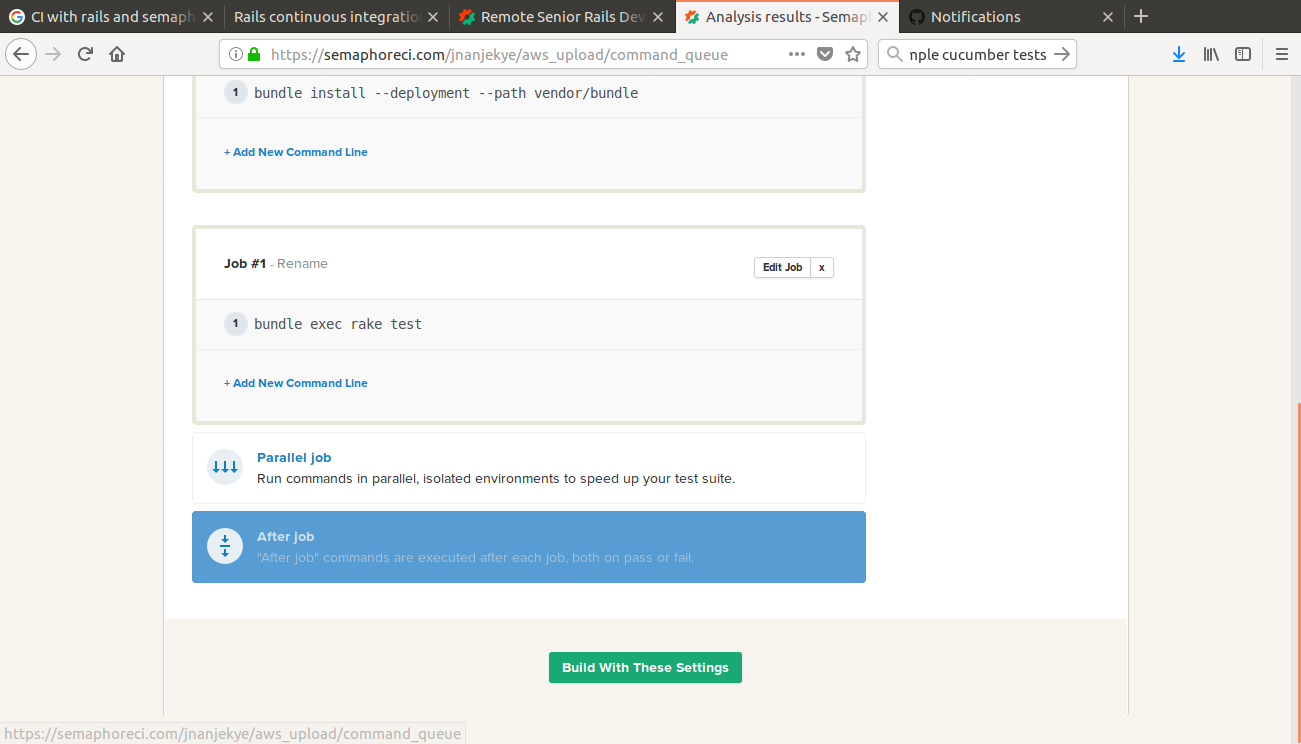 CI with rails and semaph
Rails continuous integratio
Remote Senior Rails Dev
Analysis results - Semaph
Notifications
https://semaphoreci.com/jnanjekye/aws_upload/command_queue
nple cucumber tests
1 bundle install --deployment --path vendor/bundle
+ Add New Command Line
Job #1 - Rename
Edit Job x
1 bundle exec rake test
+ Add New Command Line
Parallel job
Run commands in parallel, isolated environments to speed up your test suite.
After job
"After job" commands are executed after each job, both on pass or fail.
Build With These Settings
https://semaphoreci.com/jnanjekye/aws_upload/command_queue